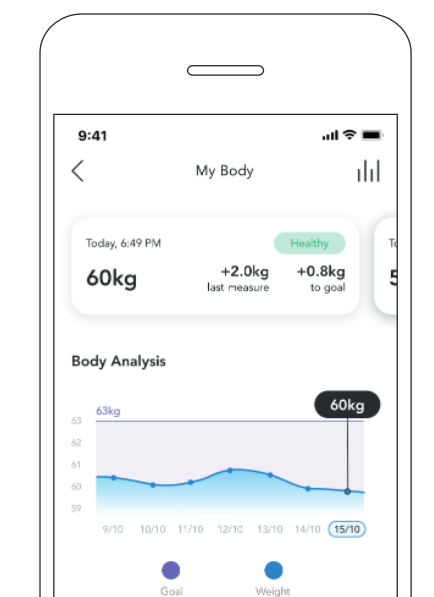 9:41
My Body
Today, 6:49 PM
Healthy
60kg
+2.0kg
last measure
+0.8kg
to goal
Body Analysis
60kg
63kg
63
62
61
60
59
9/10 10/10 11/10 12/10 13/10 14/10 15/10
Goal
Weight